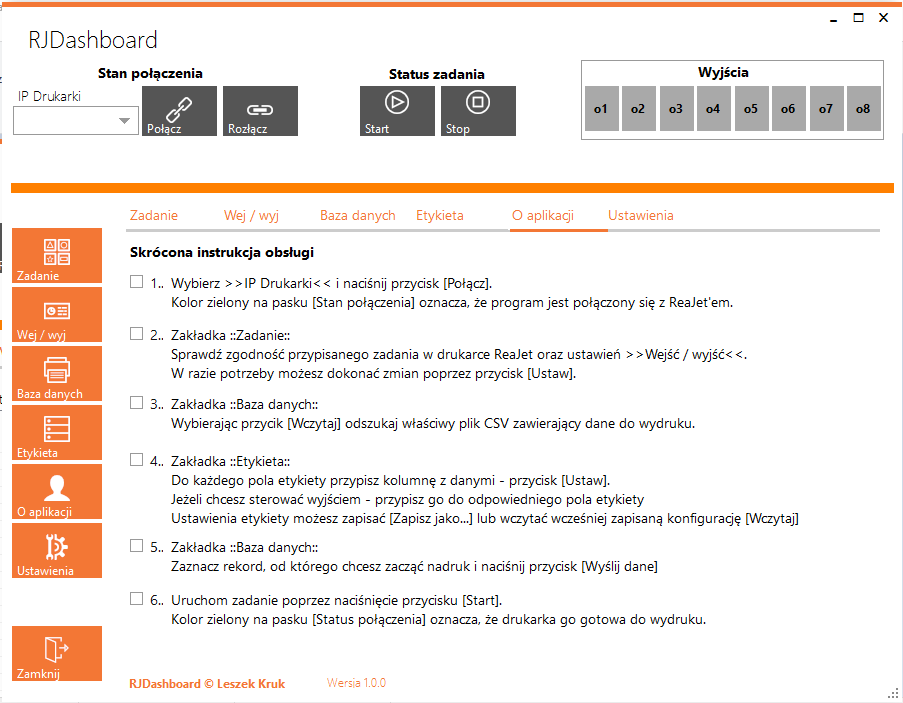 RJDashboard
Stan połączenia
Status zadania
Wyjścia
IP Drukarki
Połącz
Rozłącz
Start
Stop
o1 o2 o3 o4 o5 o6 o7 o8
Zadanie Wej / wyj Baza danych Etykieta O aplikacji Ustawienia
Zadanie
Wej / wyj
Baza danych
Etykieta
O aplikacji
Ustawienia
Zamknij
Skrócona instrukcja obsługi
1.. Wybierz >>IP Drukarki<< i naciśnij przycisk [Połącz].
Kolor zielony na pasku [Stan połączenia] oznacza, że program jest połączony się z ReaJet'em.
2.. Zakładka ::Zadanie::
Sprawdź zgodność przypisanego zadania w drukarce ReaJet oraz ustawień >>Wejść / wyjść<<.
W razie potrzeby możesz dokonać zmian poprzez przycisk [Ustaw].
3.. Zakładka ::Baza danych::
Wybierając przycik [Wczytaj] odszukaj właściwy plik CSV zawierający dane do wydruku.
4.. Zakładka ::Etykieta::
Do każdego pola etykiety przypisz kolumnę z danymi - przycisk [Ustaw].
Jeżeli chcesz sterować wyjściem - przypisz go do odpowiedniego pola etykiety
Ustawienia etykiety możesz zapisać [Zapisz jako...] lub wczytać wcześniej zapisaną konfigurację [Wczytaj]
5.. Zakładka ::Baza danych::
Zaznacz rekord, od którego chcesz zacząć nadruk i naciśnij przycisk [Wyślij dane]
6.. Uruchom zadanie poprzez naciśnięcie przycisku [Start].
Kolor zielony na pasku [Status połączenia] oznacza, że drukarka go gotowa do wydruku.
RJDashboard © Leszek Kruk Wersia 1.0.0